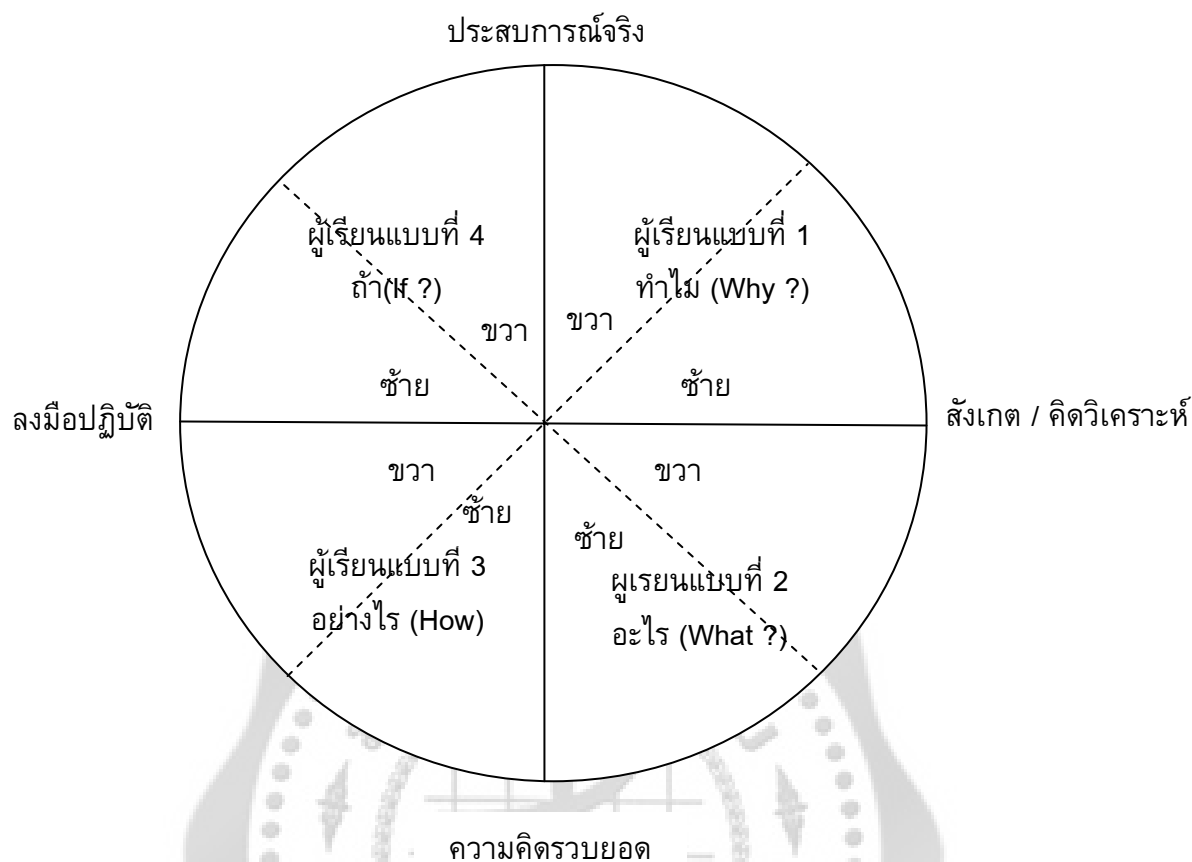 ประสบการณ์จริง
ผู้เรียนแบบที่ 4
ถ้า(If ?)
ผู้เรียนแบบที่ 1
ทำไม (Why ?)
ขวา
ขวา
ซ้าย
ซ้าย
ลงมือปฏิบัติ
สังเกต / คิดวิเคราะห์
ขวา
ขวา
ซ้าย
ซ้าย
ผู้เรียนแบบที่ 3
อย่างไร (How)
ผูเรยนแบบที่ 2
อะไร (What ?)
ความคิดรวบยอด